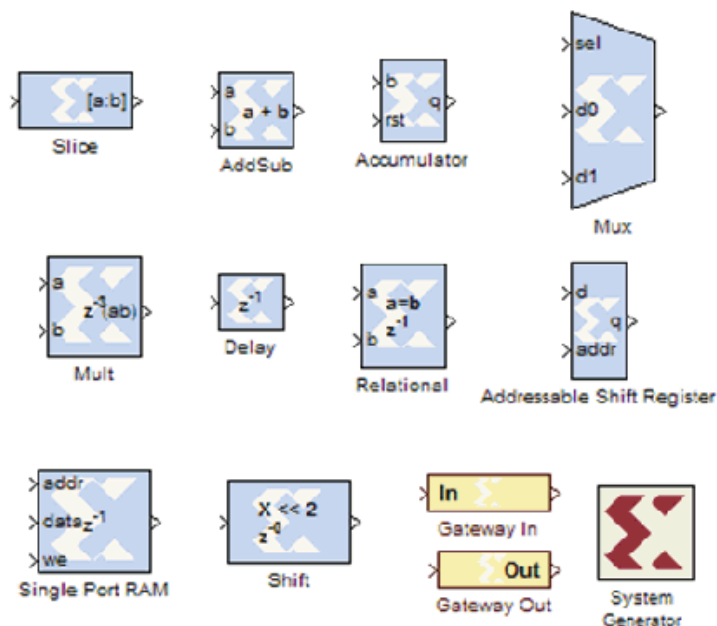 [a:b]
Slice
a
b
a + b
AddSub
b
rst
q
Accumulator
sel
d0
d1
Mux
a
b
z⁻³(ab)
Mult
z⁻¹
Delay
a
b
a=b
z⁻¹
Relational
d
addr
q
Addressable Shift Register
addr
data
we
z⁻¹
Single Port RAM
X << 2
z⁻⁰
Shift
In
Gateway In
Out
Gateway Out
System
Generator